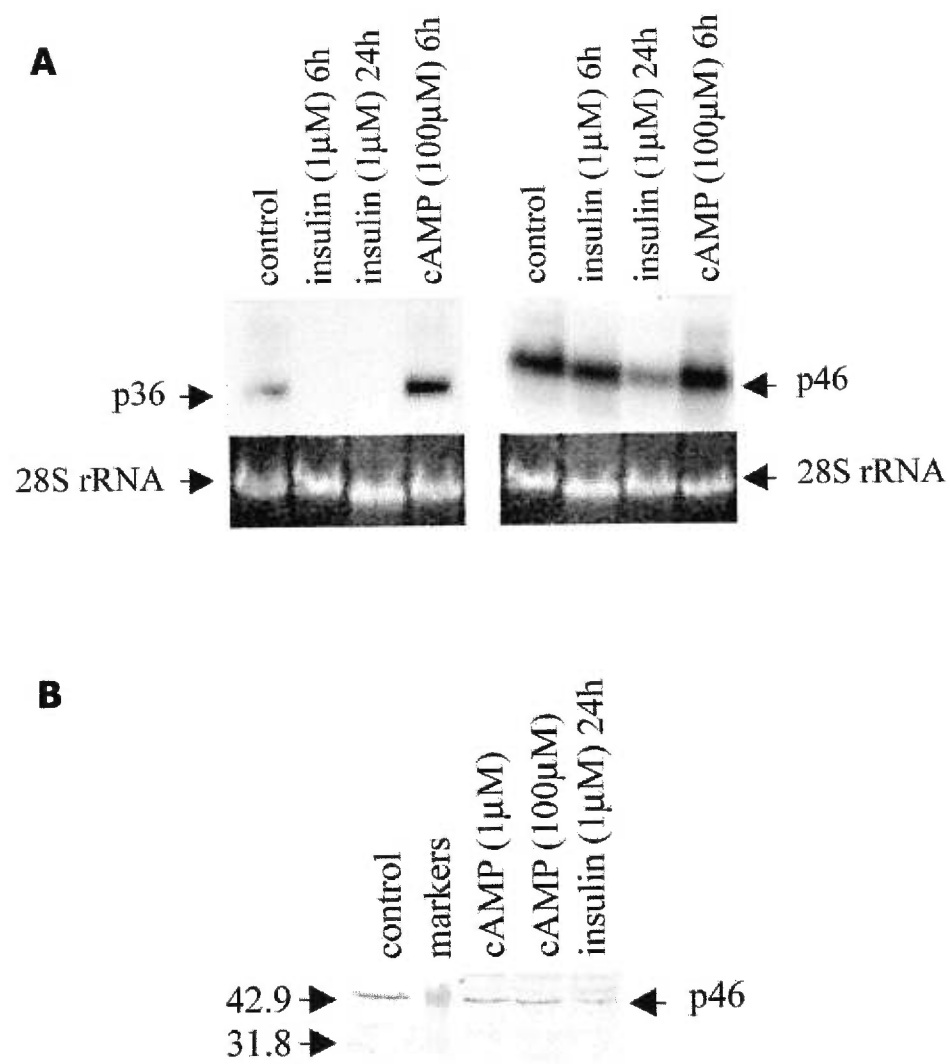 A
control
insulin (1µM) 6h
insulin (1µM) 24h
cAMP (100µM) 6h
control
insulin (1µM) 6h
insulin (1µM) 24h
cAMP (100µM) 6h
p36
p46
28S rRNA
28S rRNA
B
control
markers
cAMP (1µM)
cAMP (100µM)
insulin (1µM) 24h
42.9
p46
31.8